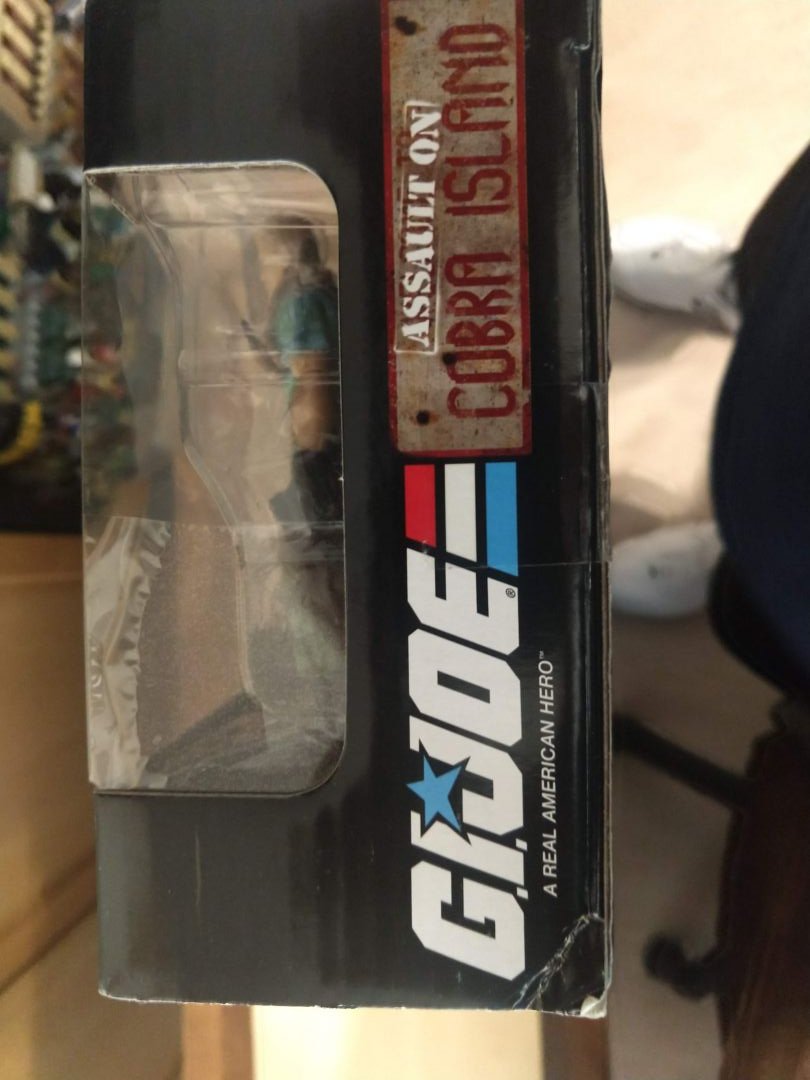 ASSAULT ON
COBRA ISLAND
G.I. JOE®
A REAL AMERICAN HERO™